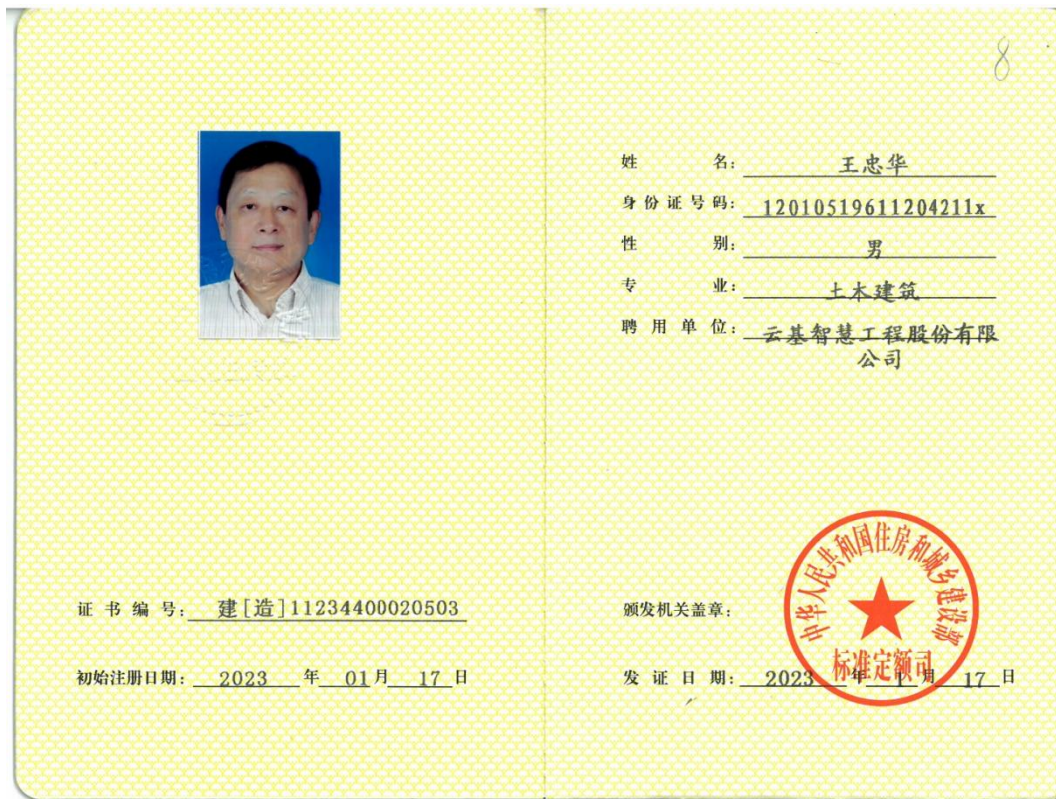 证书编号: 建[造]11234400020503
初始注册日期: 2023 年 01 月 17 日
8
姓名: 王忠华
身份证号码: 12010519611204211x
性别: 男
专业: 土木建筑
聘用单位: 云基智慧工程股份有限
公司
颁发机关盖章:
中华人民共和国住房和城乡建设部
标准定额司
发证日期: 2023 年 1 月 17 日